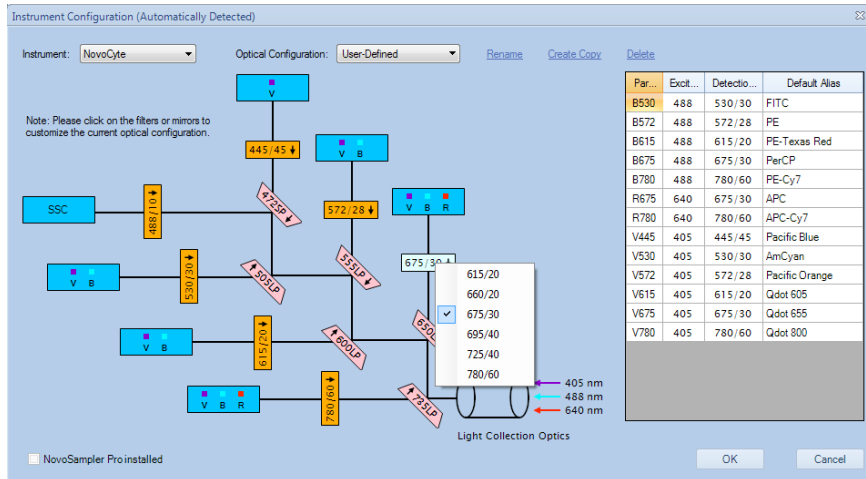 Instrument Configuration (Automatically Detected)
Instrument: NovoCyte Optical Configuration: User-Defined Rename Create Copy Delete
Note: Please click on the filters or mirrors to
customize the current optical configuration.
V
445/45
V B
472SP
SSC
488/10
572/28
V B R
V B
530/30
505LP
555LP
675/30
615/20
660/20
675/30
695/40
725/40
780/60
V B
615/20
600LP
650LP
V B R
780/60
735LP
405 nm
488 nm
640 nm
Light Collection Optics
Par... Excit... Detectio... Default Alias
B530 488 530/30 FITC
B572 488 572/28 PE
B615 488 615/20 PE-Texas Red
B675 488 675/30 PerCP
B780 488 780/60 PE-Cy7
R675 640 675/30 APC
R780 640 780/60 APC-Cy7
V445 405 445/45 Pacific Blue
V530 405 530/30 AmCyan
V572 405 572/28 Pacific Orange
V615 405 615/20 Qdot 605
V675 405 675/30 Qdot 655
V780 405 780/60 Qdot 800
NovoSampler Pro installed
OK Cancel